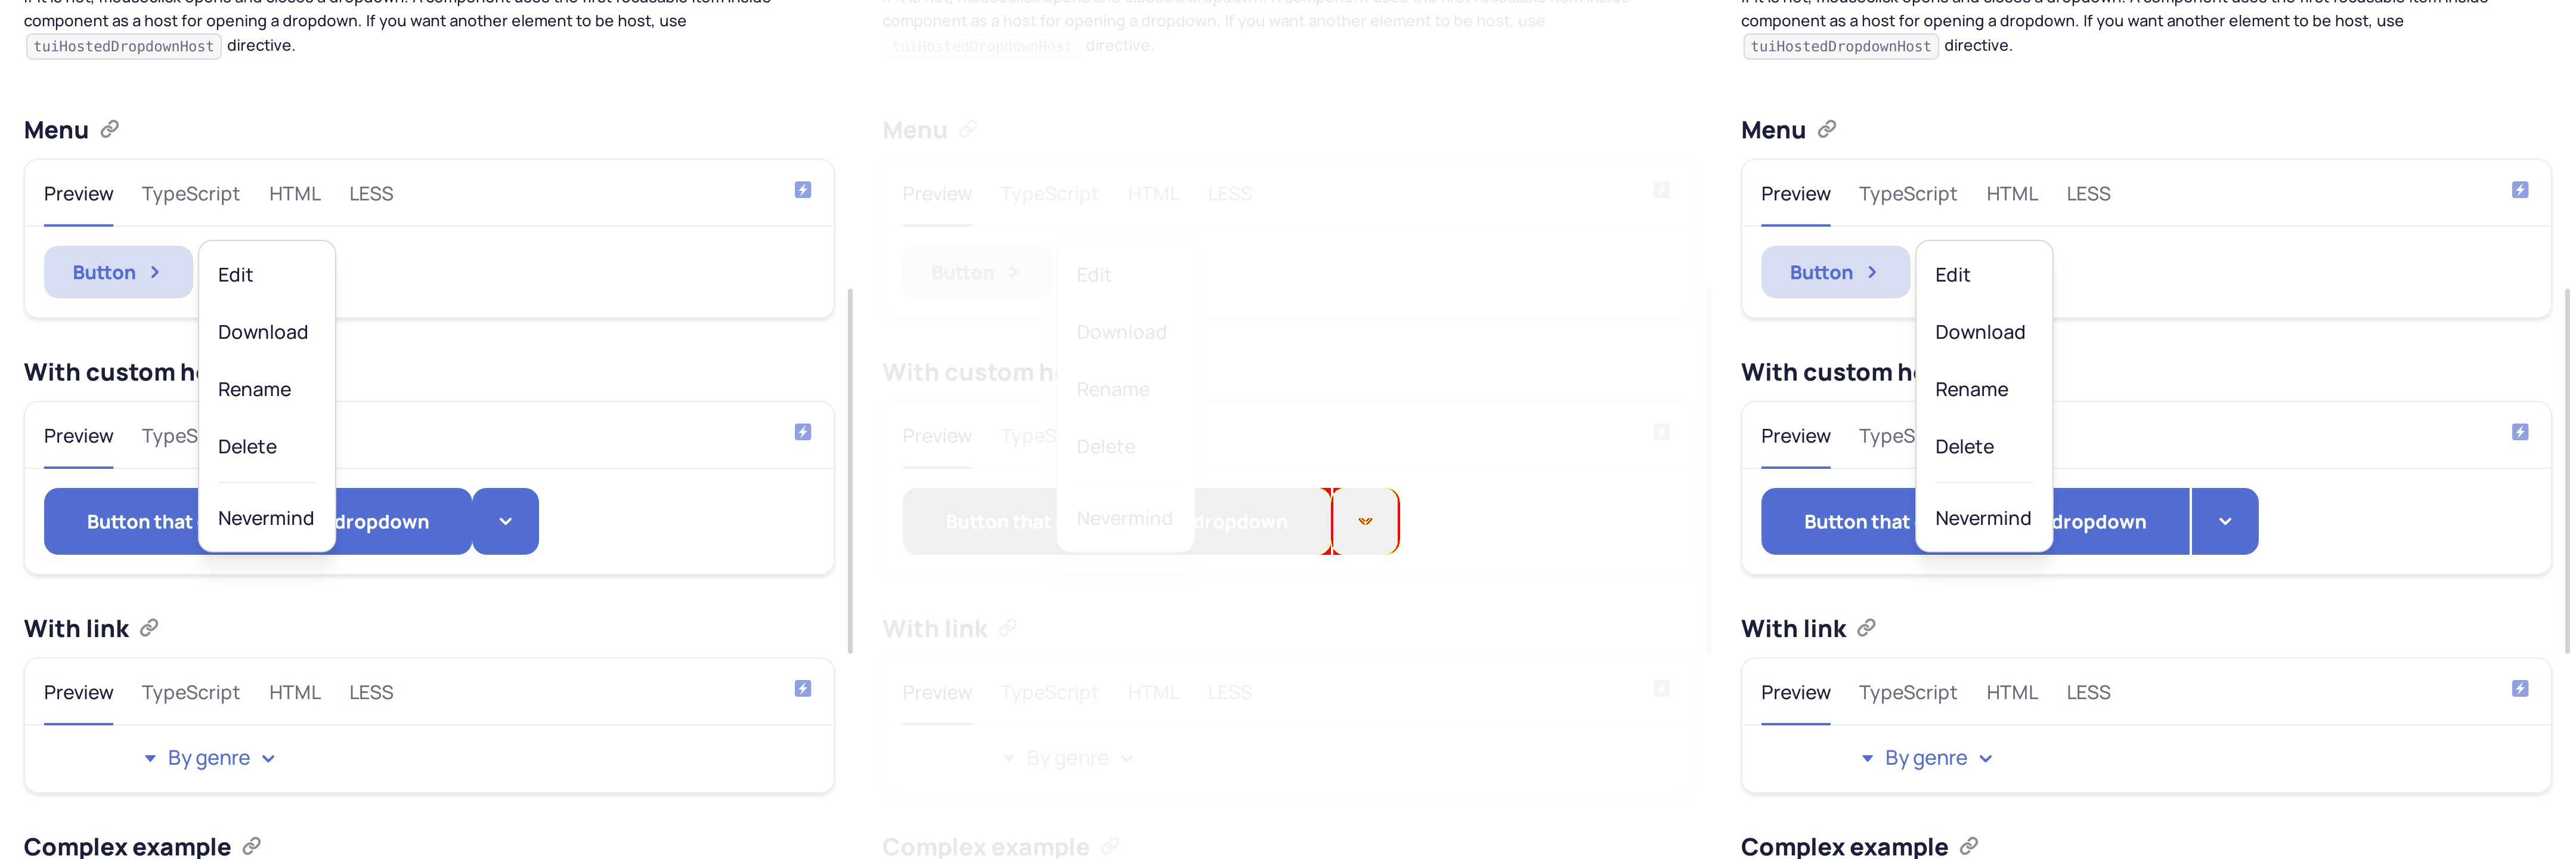 component as a host for opening a dropdown. If you want another element to be host, use
tuiHostedDropdownHost directive.
Menu
Preview TypeScript HTML LESS
Button
Edit
Download
Rename
Delete
Nevermind
With custom
Preview TypeS
Button that dropdown
With link
Preview TypeScript HTML LESS
By genre
Complex example
component as a host for opening a dropdown. If you want another element to be host, use
tuiHostedDropdownHost directive.
Menu
Preview TypeScript HTML LESS
Button
Edit
Download
Rename
Delete
Nevermind
With custom
Preview TypeS
Button that dropdown
With link
Preview TypeScript HTML LESS
By genre
Complex example
component as a host for opening a dropdown. If you want another element to be host, use
tuiHostedDropdownHost directive.
Menu
Preview TypeScript HTML LESS
Button
Edit
Download
Rename
Delete
Nevermind
With custom
Preview TypeS
Button that dropdown
With link
Preview TypeScript HTML LESS
By genre
Complex example